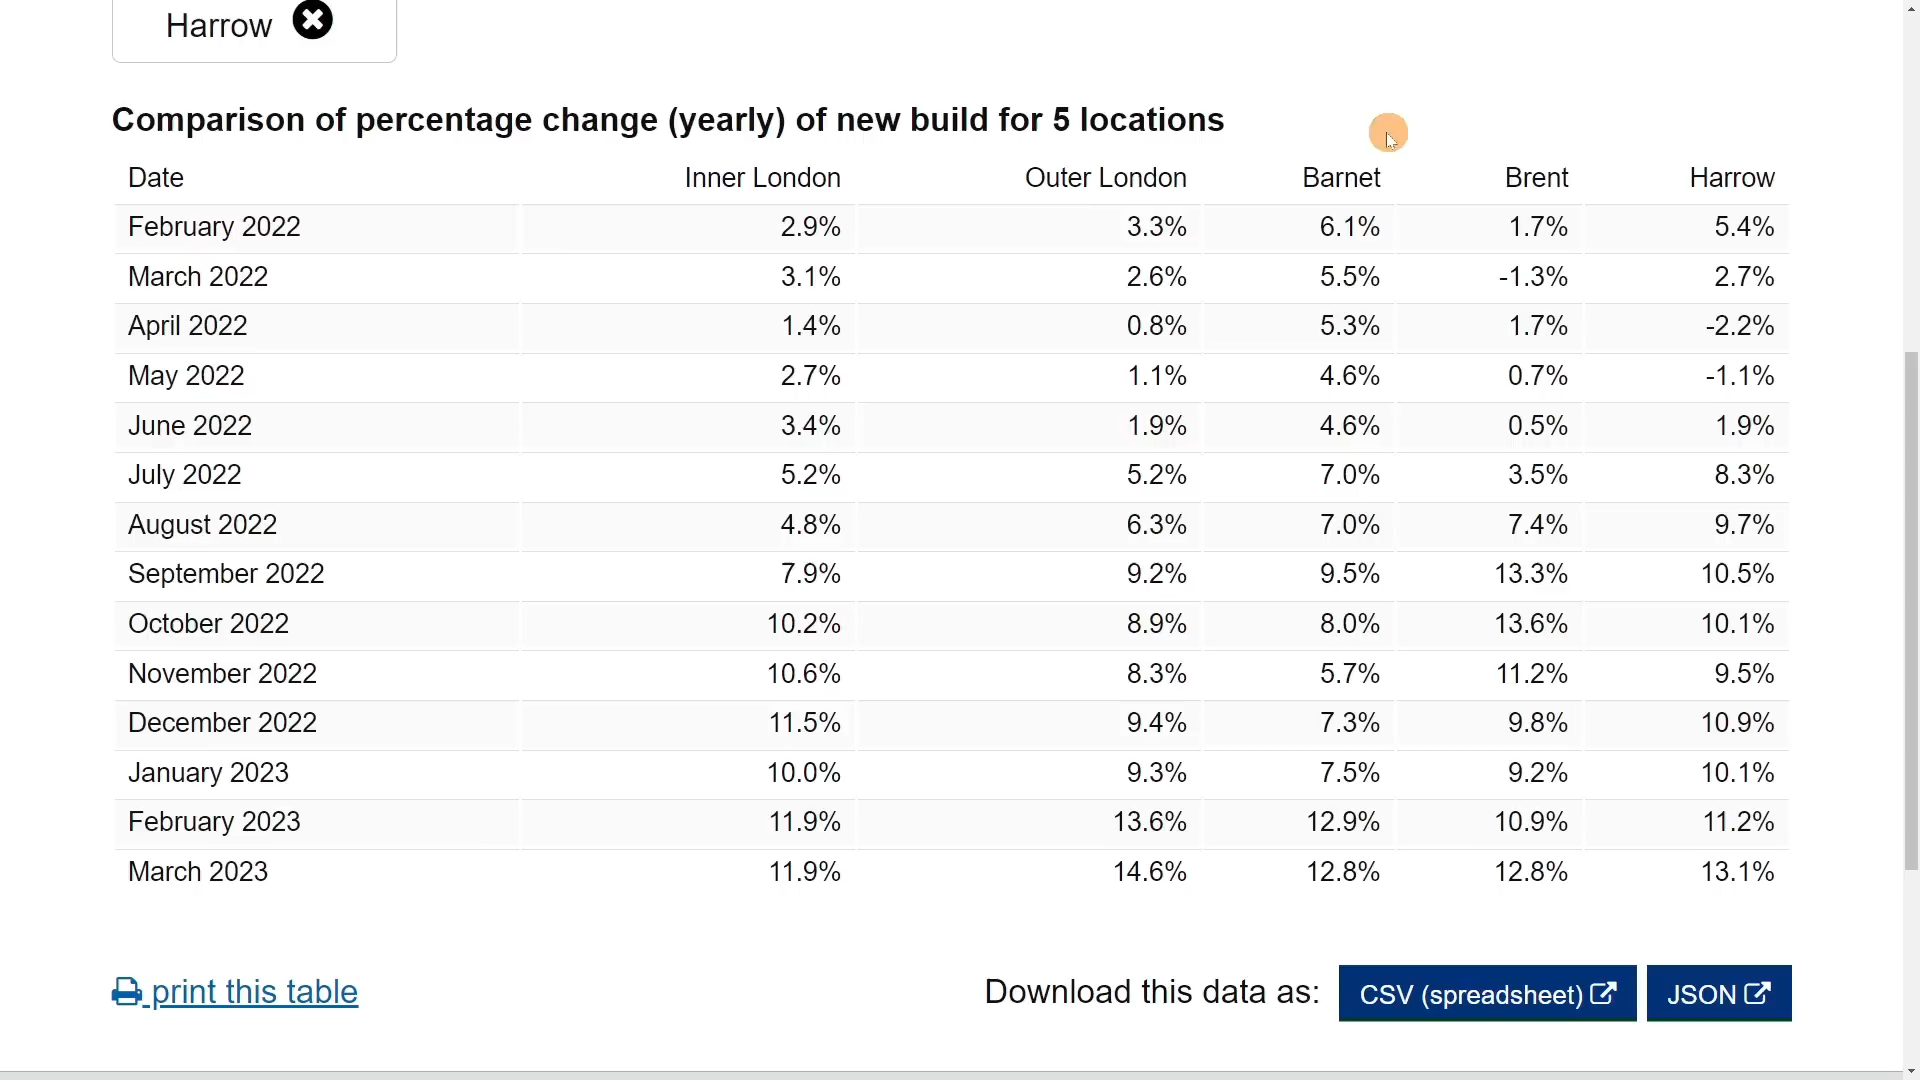 Harrow
Comparison of percentage change (yearly) of new build for 5 locations
Date Inner London Outer London Barnet Brent Harrow
February 2022 2.9% 3.3% 6.1% 1.7% 5.4%
March 2022 3.1% 2.6% 5.5% -1.3% 2.7%
April 2022 1.4% 0.8% 5.3% 1.7% -2.2%
May 2022 2.7% 1.1% 4.6% 0.7% -1.1%
June 2022 3.4% 1.9% 4.6% 0.5% 1.9%
July 2022 5.2% 5.2% 7.0% 3.5% 8.3%
August 2022 4.8% 6.3% 7.0% 7.4% 9.7%
September 2022 7.9% 9.2% 9.5% 13.3% 10.5%
October 2022 10.2% 8.9% 8.0% 13.6% 10.1%
November 2022 10.6% 8.3% 5.7% 11.2% 9.5%
December 2022 11.5% 9.4% 7.3% 9.8% 10.9%
January 2023 10.0% 9.3% 7.5% 9.2% 10.1%
February 2023 11.9% 13.6% 12.9% 10.9% 11.2%
March 2023 11.9% 14.6% 12.8% 12.8% 13.1%
print this table Download this data as: CSV (spreadsheet) JSON